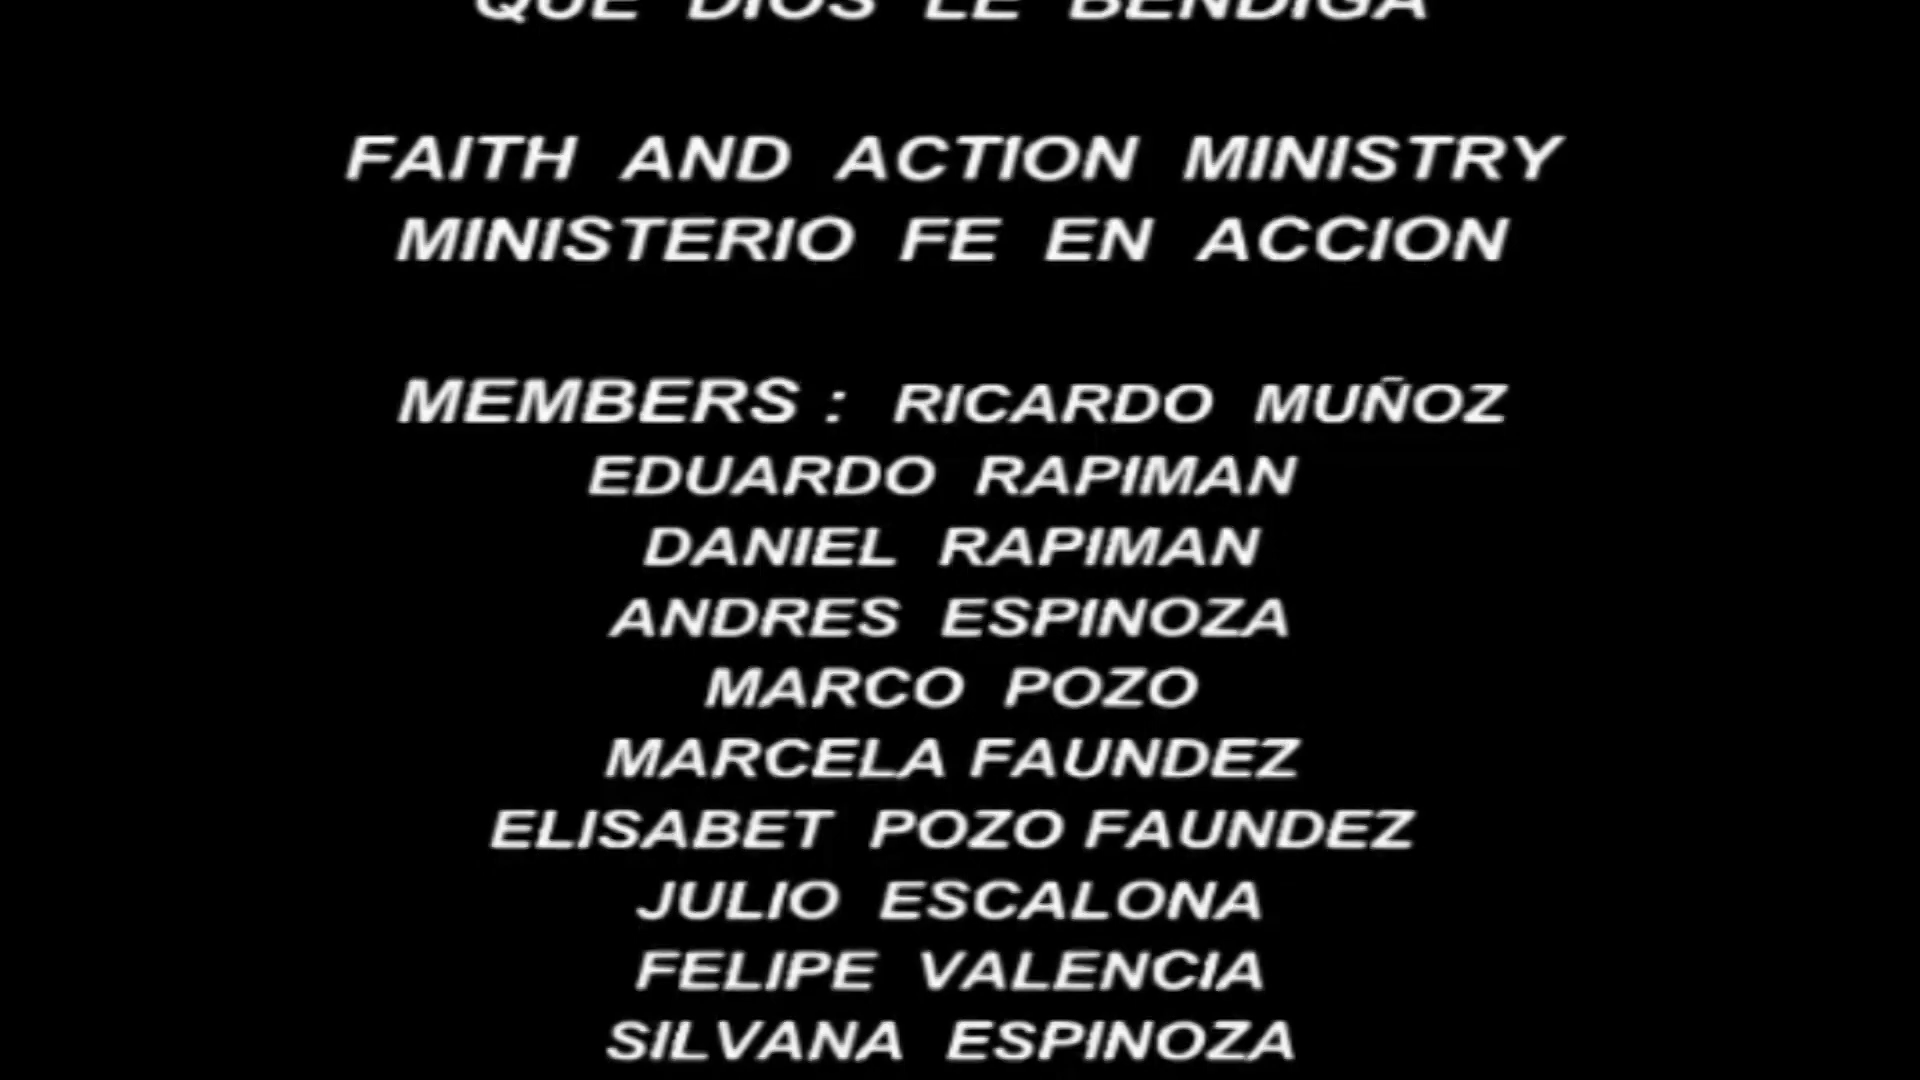 QUE DIOS LE BENDIGA
FAITH AND ACTION MINISTRY
MINISTERIO FE EN ACCION
MEMBERS : RICARDO MUÑOZ
EDUARDO RAPIMAN
DANIEL RAPIMAN
ANDRES ESPINOZA
MARCO POZO
MARCELA FAUNDEZ
ELISABET POZO FAUNDEZ
JULIO ESCALONA
FELIPE VALENCIA
SILVANA ESPINOZA